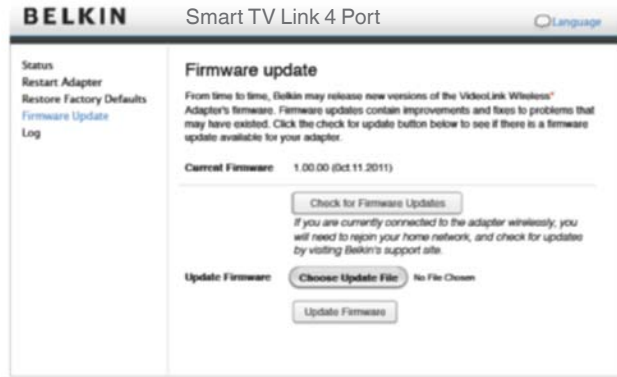 BELKIN
Smart TV Link 4 Port
Language
Status
Restart Adapter
Restore Factory Defaults
Firmware Update
Log
Firmware update
From time to time, Belkin may release new versions of the VideoLink Wireless*
Adapter's firmware. Firmware updates contain improvements and fixes to problems that
may have existed. Click the check for update button below to see if there is a firmware
update available for your adapter.
Current Firmware 1.00.00 (Oct.11.2011)
Check for Firmware Updates
If you are currently connected to the adapter wirelessly, you
will need to rejoin your home network, and check for updates
by visiting Belkin's support site.
Update Firmware Choose Update File No File Chosen
Update Firmware